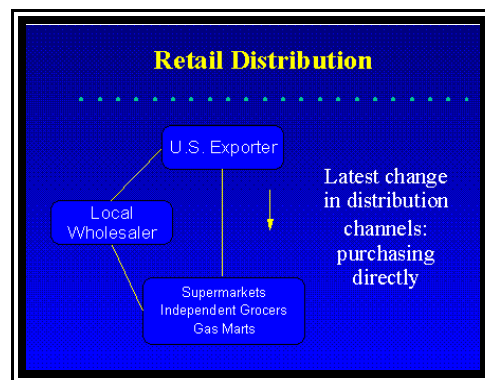 Retail Distribution
U.S. Exporter
Local
Wholesaler
Supermarkets
Independent Grocers
Gas Marts
Latest change
in distribution
channels:
purchasing
directly